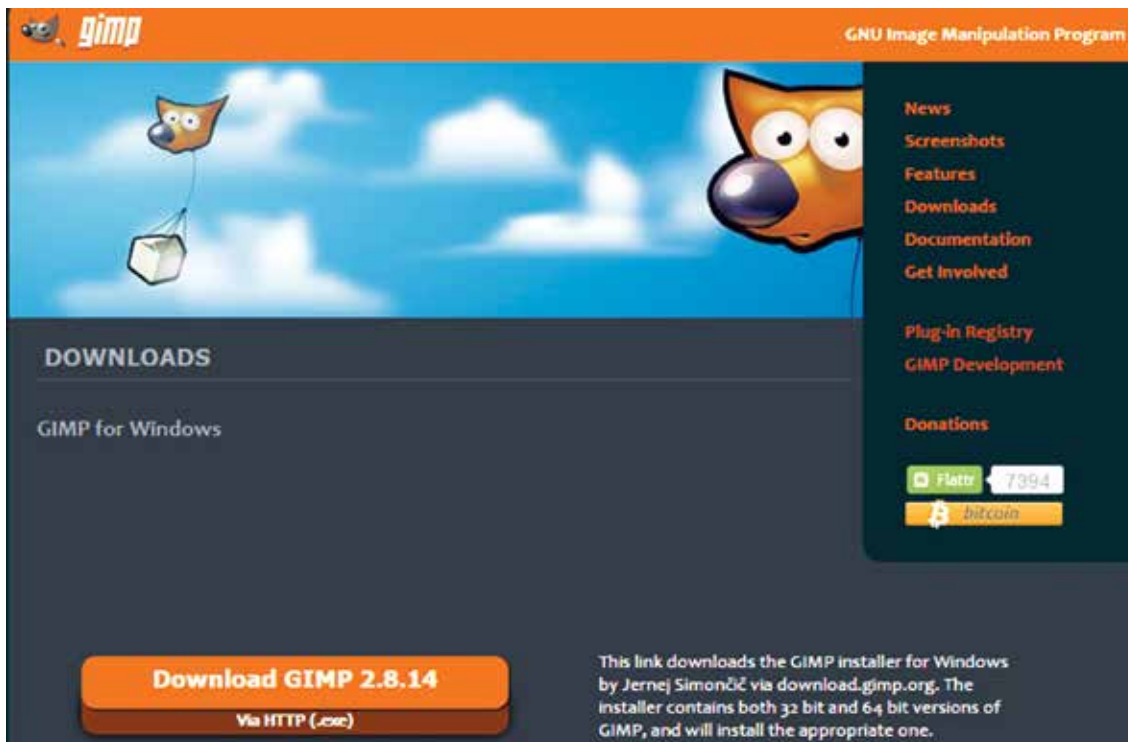 gimp
GNU Image Manipulation Program
News
Screenshots
Features
Downloads
Documentation
Get Involved
Plug-in Registry
GIMP Development
Donations
Flattr 7394
bitcoin
DOWNLOADS
GIMP for Windows
Download GIMP 2.8.14
Via HTTP (.exe)
This link downloads the GIMP installer for Windows
by Jernej Simončič via download.gimp.org. The
installer contains both 32 bit and 64 bit versions of
GIMP, and will install the appropriate one.